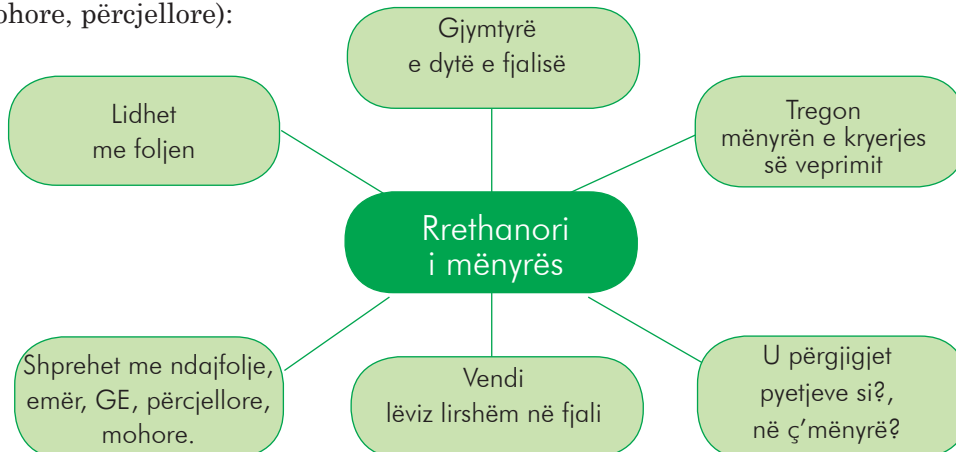 ohore, përcjellore):
Gjymtyrë
e dytë e fjalisë
Lidhet
me foljen
Tregon
mënyrën e kryerjes
së veprimit
Rrethanori
i mënyrës
Shprehet me ndajfolje,
emër, GE, përcjellore,
mohore.
Vendi
lëviz lirshëm në fjali
U përgjigjet
pyetjeve si?,
në ç’mënyrë?